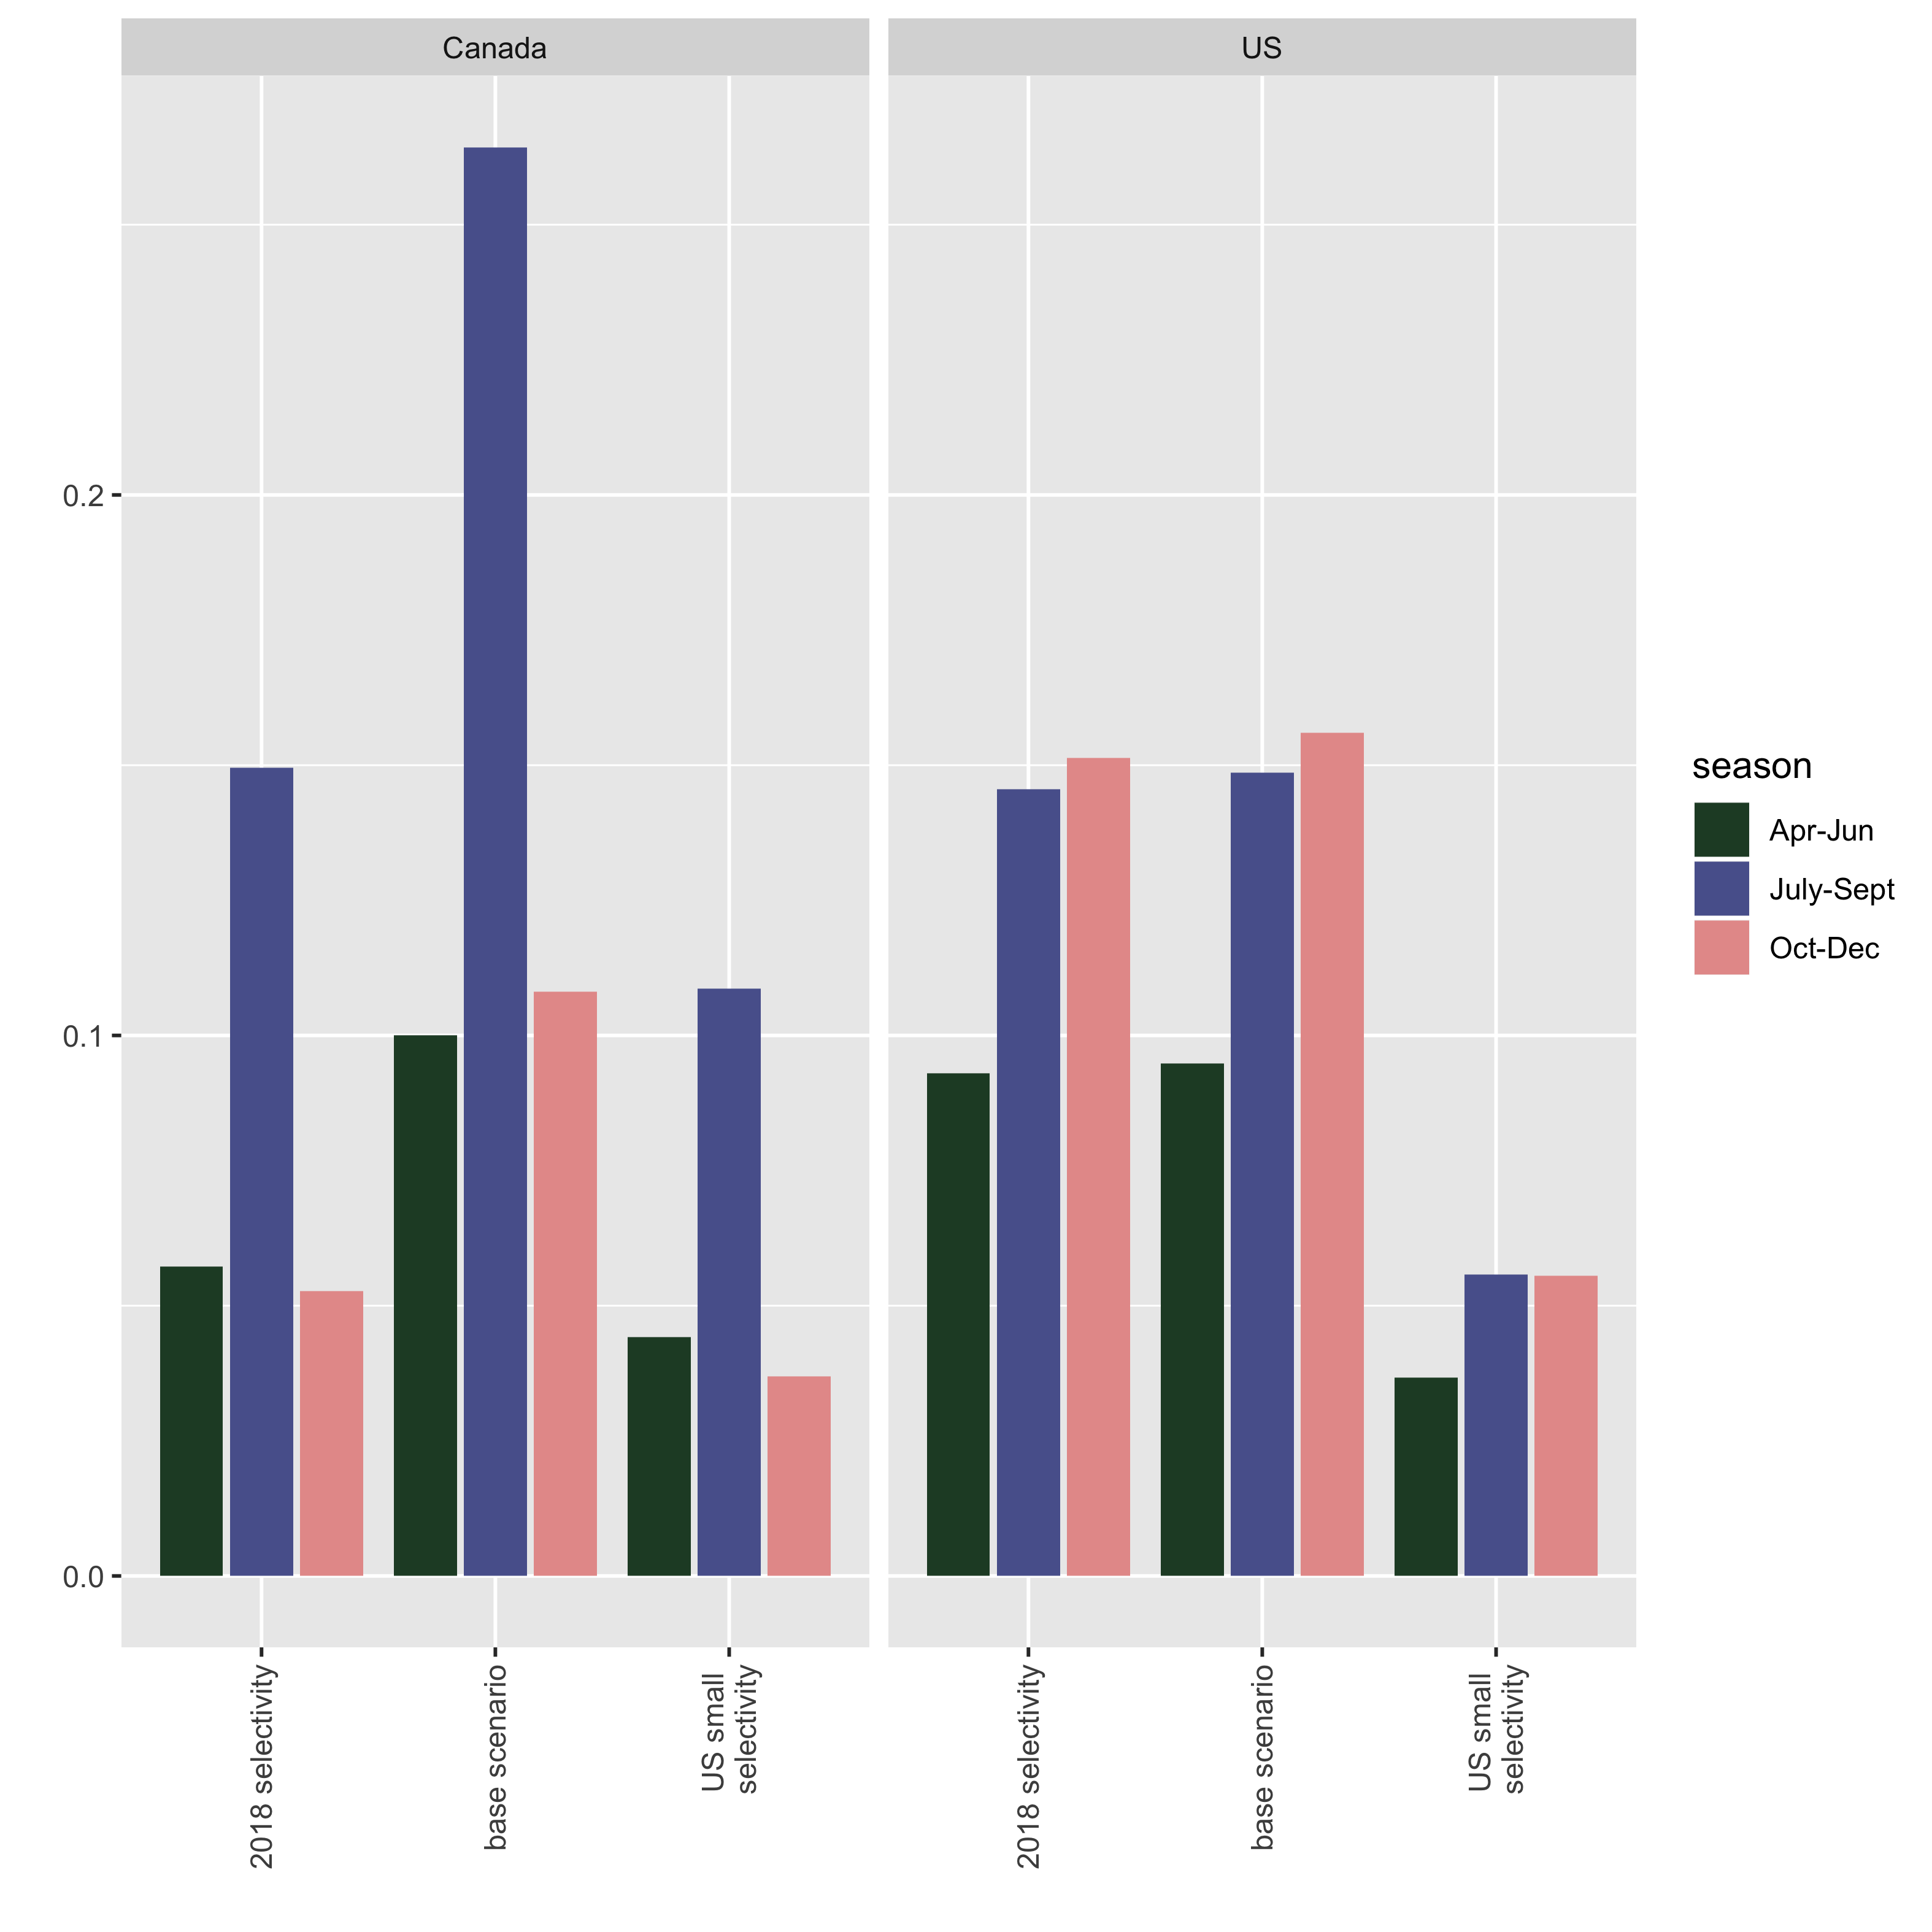 Canada
US
0.2
0.1
0.0
2018 selectivity
base scenario
US small
selectivity
2018 selectivity
base scenario
US small
selectivity
season
Apr-Jun
July-Sept
Oct-Dec